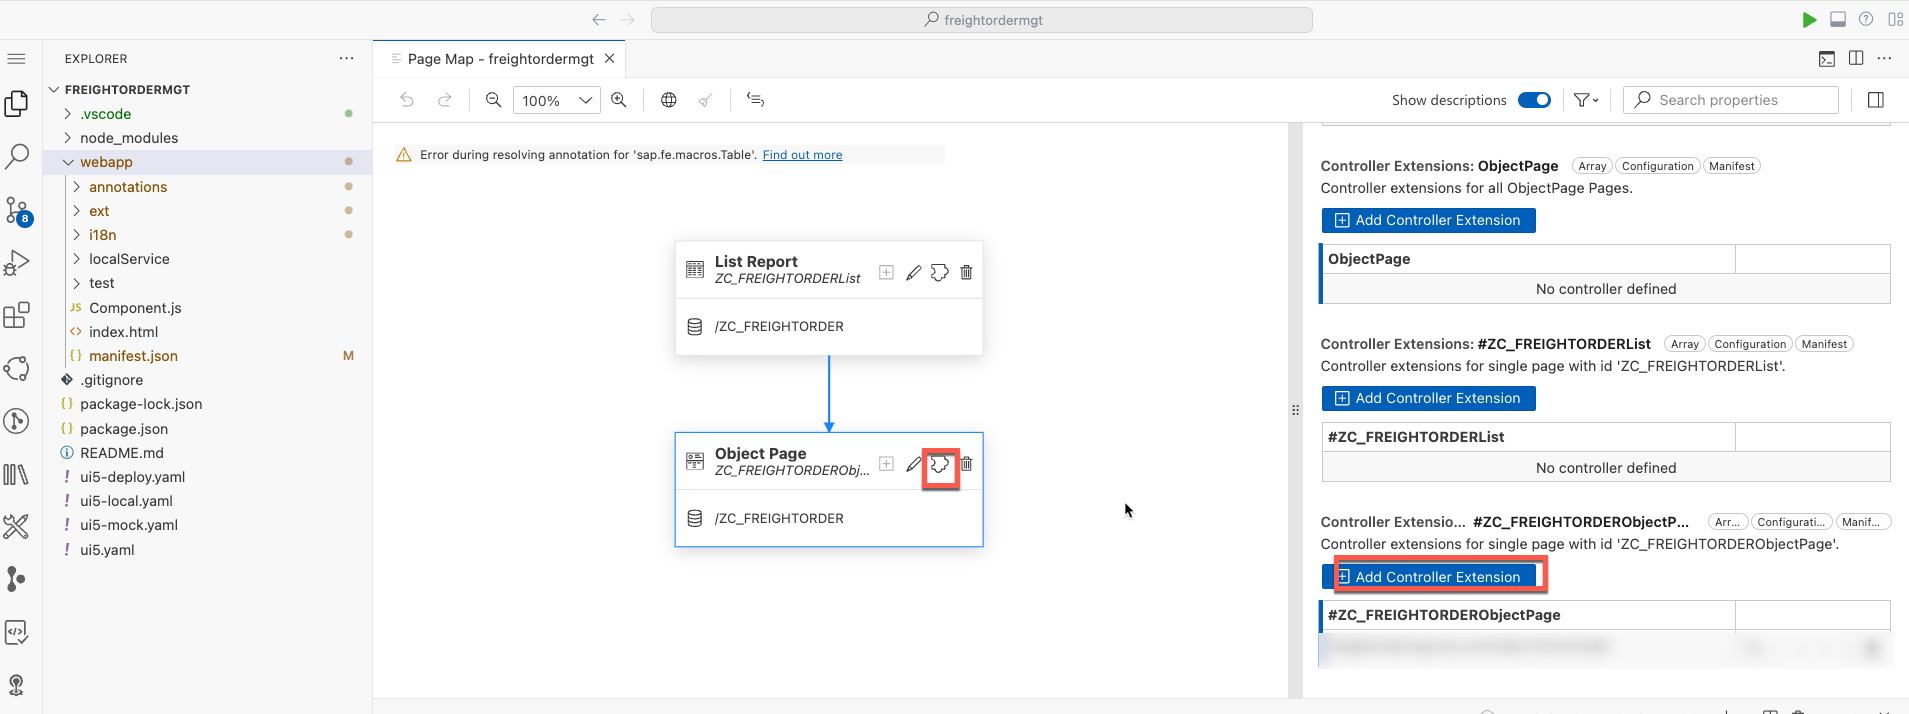 freightordermgt
EXPLORER
Page Map - freightordermgt
FREIGHTORDERMGT
.vscode
node_modules
webapp
annotations
ext
i18n
localService
test
JS Component.js
index.html
{} manifest.json M
.gitignore
{} package-lock.json
{} package.json
README.md
! ui5-deploy.yaml
! ui5-local.yaml
! ui5-mock.yaml
! ui5.yaml
8
100%
Show descriptions
Search properties
Error during resolving annotation for 'sap.fe.macros.Table'. Find out more
List Report
ZC_FREIGHTORDERList
/ZC_FREIGHTORDER
Object Page
ZC_FREIGHTORDERObj...
/ZC_FREIGHTORDER
Controller Extensions: ObjectPage Array Configuration Manifest
Controller extensions for all ObjectPage Pages.
Add Controller Extension
ObjectPage
No controller defined
Controller Extensions: #ZC_FREIGHTORDERList Array Configuration Manifest
Controller extensions for single page with id 'ZC_FREIGHTORDERList'.
Add Controller Extension
#ZC_FREIGHTORDERList
No controller defined
Controller Extensio... #ZC_FREIGHTORDERObjectP... Arr... Configurati... Manif...
Controller extensions for single page with id 'ZC_FREIGHTORDERObjectPage'.
Add Controller Extension
#ZC_FREIGHTORDERObjectPage